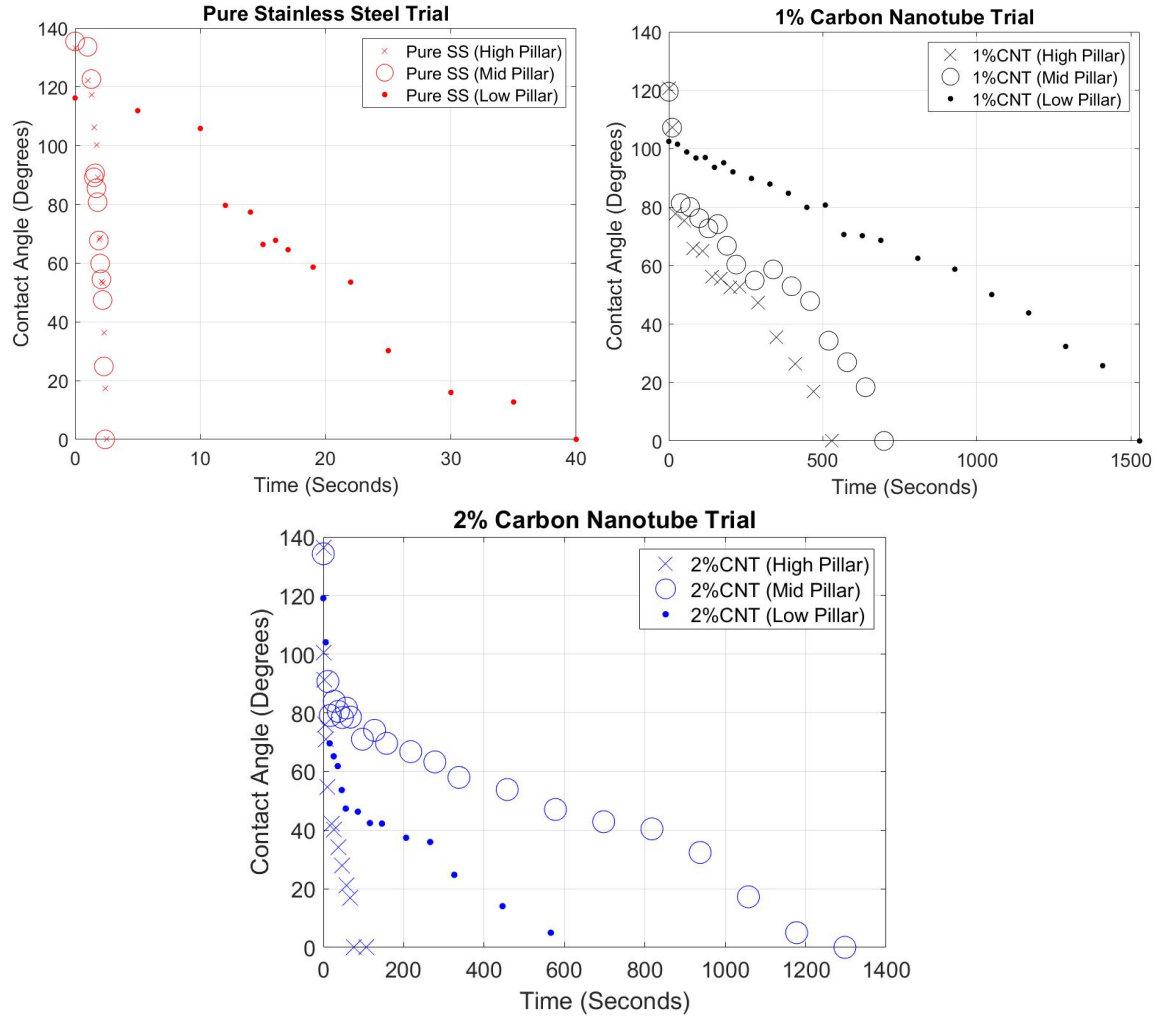 Pure Stainless Steel Trial
140
120
100
80
60
40
20
0
Contact Angle (Degrees)
Pure SS (High Pillar)
Pure SS (Mid Pillar)
Pure SS (Low Pillar)
0 10 20 30 40
Time (Seconds)
1% Carbon Nanotube Trial
140
120
100
80
60
40
20
0
Contact Angle (Degrees)
1%CNT (High Pillar)
1%CNT (Mid Pillar)
1%CNT (Low Pillar)
0 500 1000 1500
Time (Seconds)
2% Carbon Nanotube Trial
140
120
100
80
60
40
20
0
Contact Angle (Degrees)
2%CNT (High Pillar)
2%CNT (Mid Pillar)
2%CNT (Low Pillar)
0 200 400 600 800 1000 1200 1400
Time (Seconds)